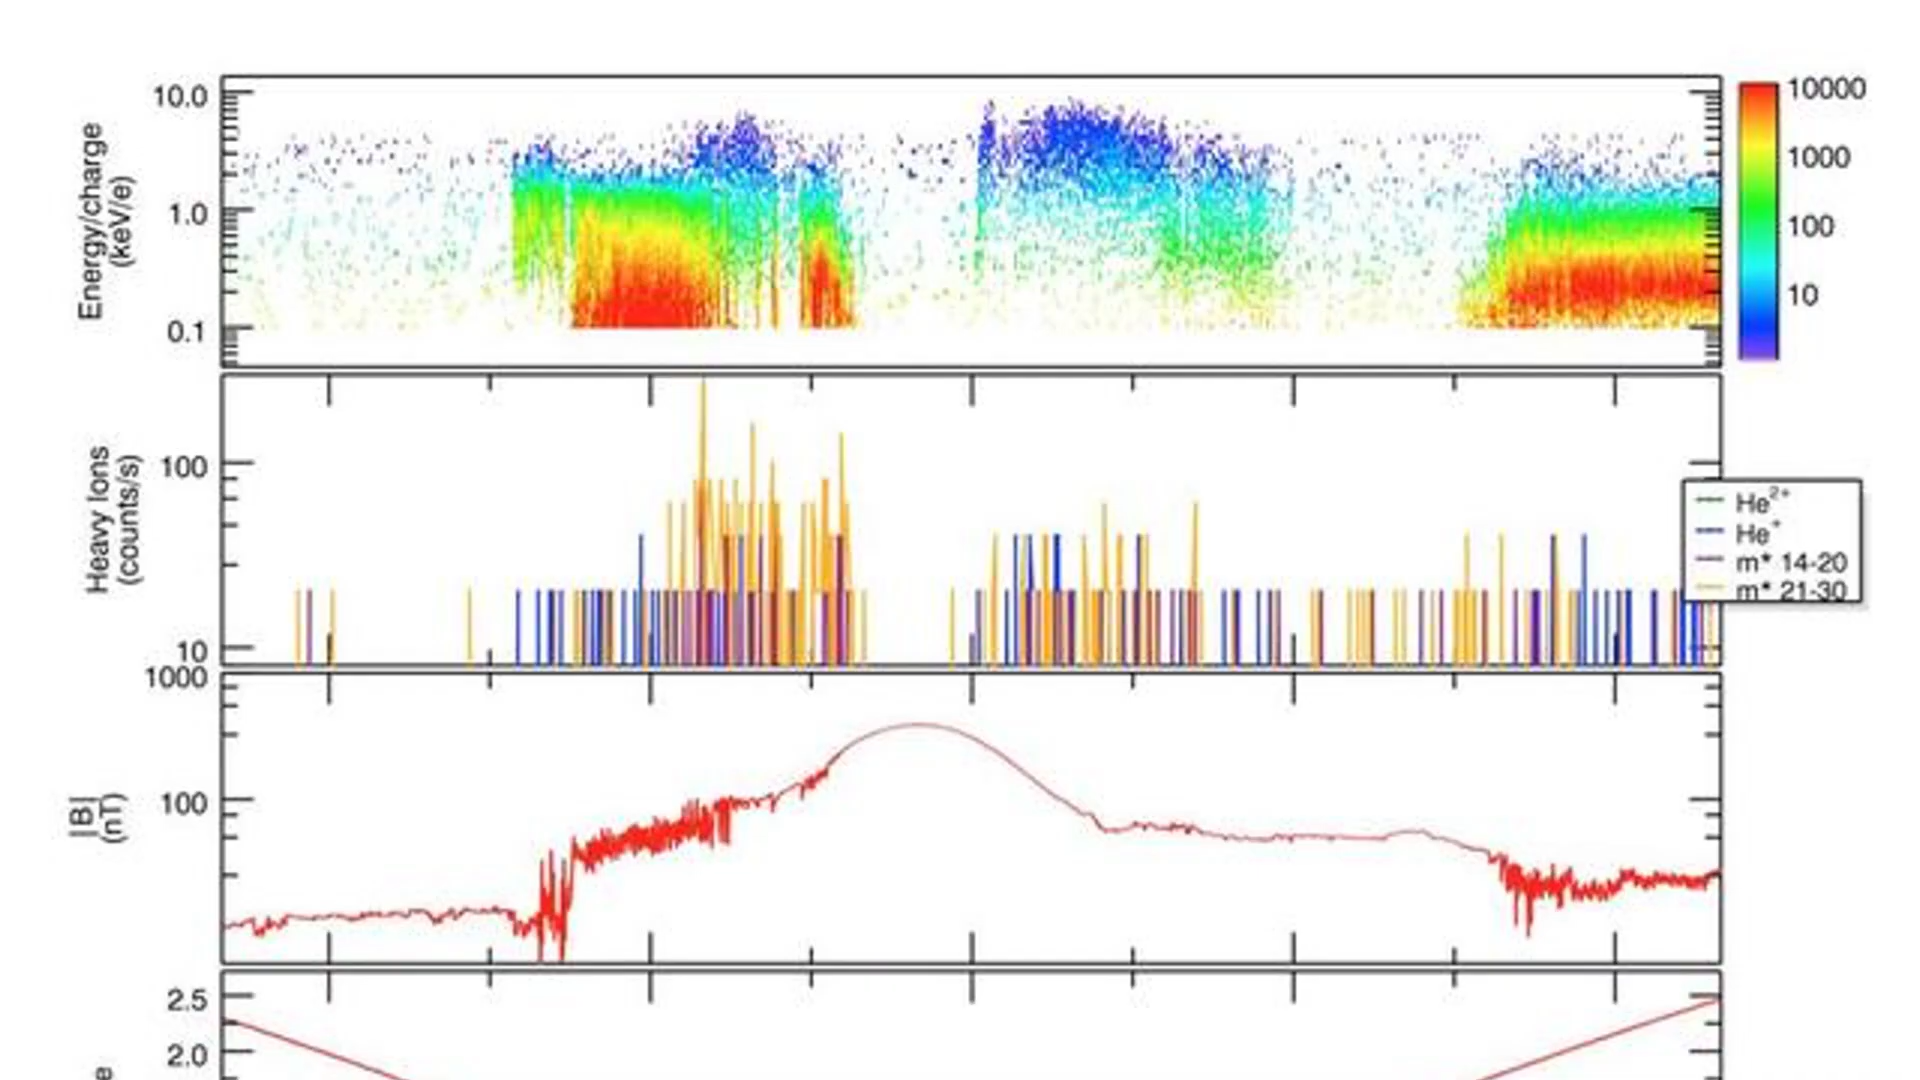 10.0
1.0
0.1
Energy/charge
(keV/e)
10000
1000
100
10
100
10
Heavy Ions
(counts/s)
He²⁺
He⁺
m* 14-20
m* 21-30
1000
100
|B|
(nT)
2.5
2.0
e